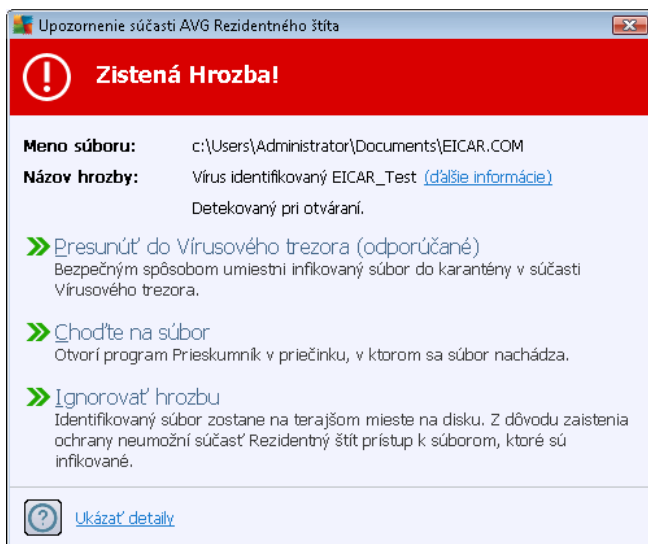 Upozornenie súčasti AVG Rezidentného štíta
Zistená Hrozba!
Meno súboru: c:\Users\Administrator\Documents\EICAR.COM
Názov hrozby: Vírus identifikovaný EICAR_Test (ďalšie informácie)
Detekovaný pri otváraní.
Presunúť do Vírusového trezora (odporúčané)
Bezpečným spôsobom umiestni infikovaný súbor do karantény v súčasti
Vírusového trezora.
Choďte na súbor
Otvorí program Prieskumník v priečinku, v ktorom sa súbor nachádza.
Ignorovať hrozbu
Identifikovaný súbor zostane na terajšom mieste na disku. Z dôvodu zaistenia
ochrany neumožní súčasť Rezidentný štít prístup k súborom, ktoré sú
infikované.
Ukázať detaily